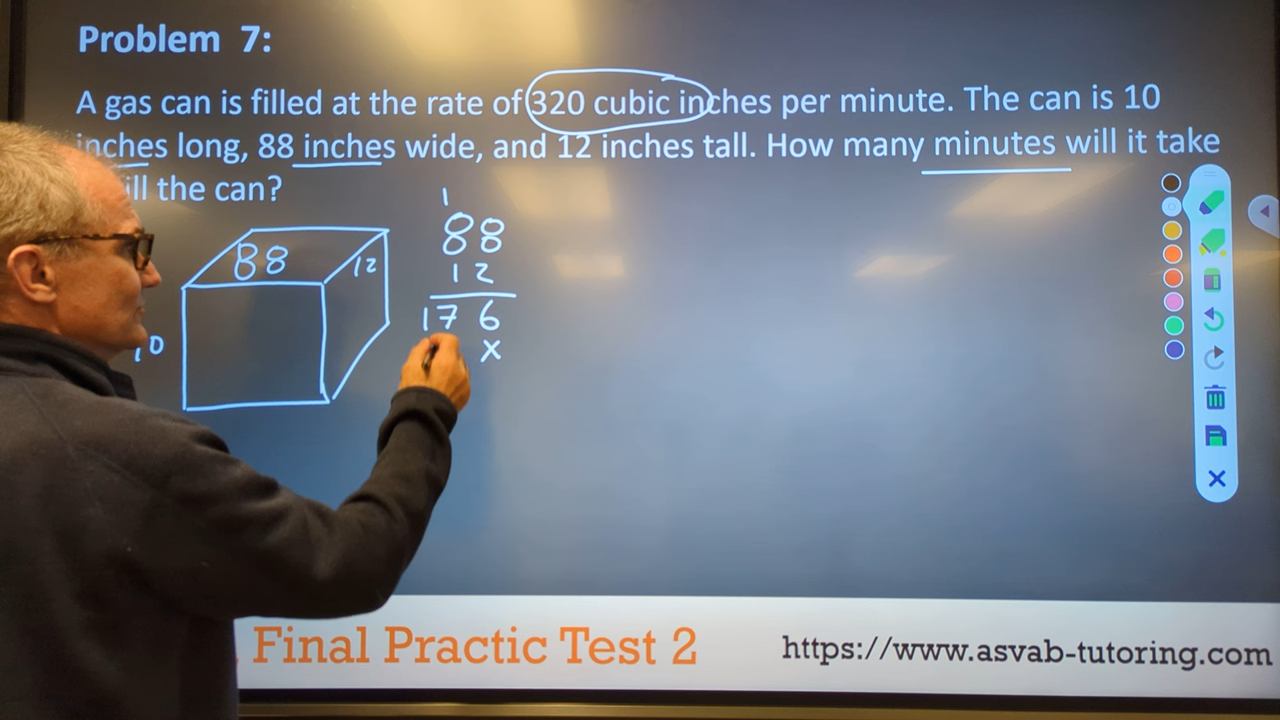 Problem 7:
A gas can is filled at the rate of 320 cubic inches per minute. The can is 10
inches long, 88 inches wide, and 12 inches tall. How many minutes will it take
ill the can?
1
88
12
176
x
88
12
10
Final Practic Test 2
https://www.asvab-tutoring.com